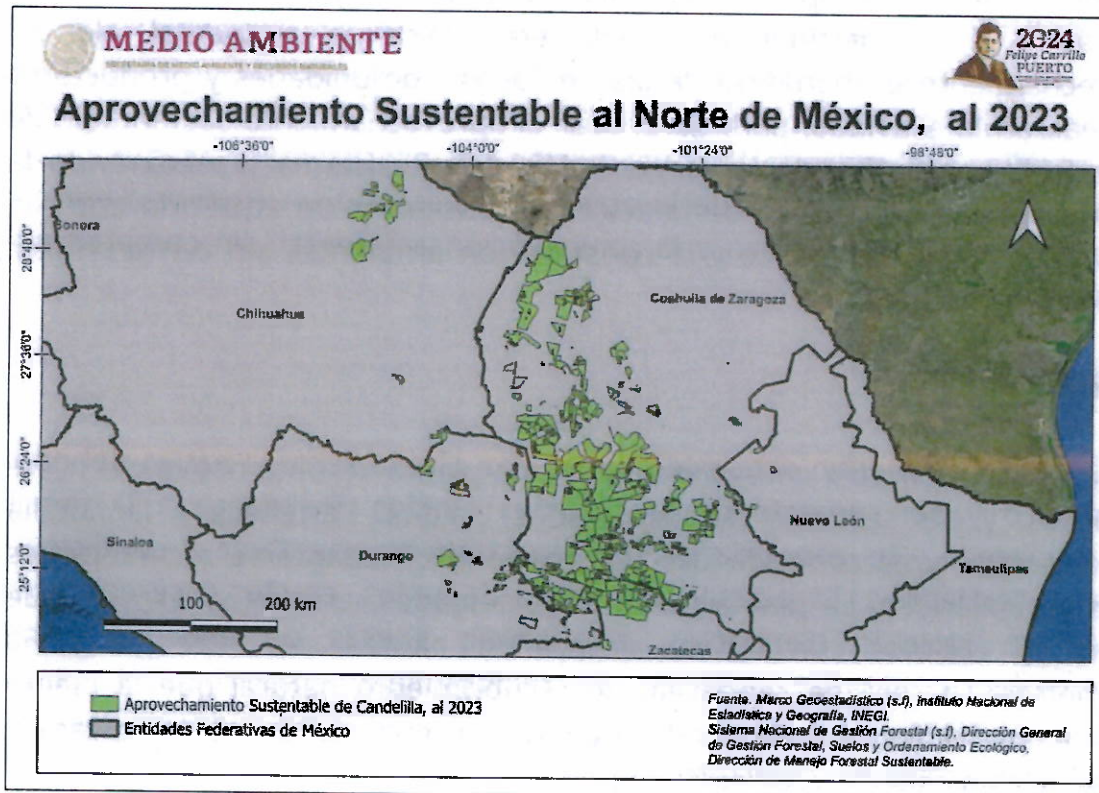 MEDIO AMBIENTE
2024
Felipe Carrillo
PUERTO
Aprovechamiento Sustentable al Norte de México, al 2023
-106°36'0"
-104°0'0"
-101°24'0"
-98°48'0"
28°48'0"
27°36'0"
26°24'0"
25°12'0"
Sonora
Chihuahua
Coahuila de Zaragoza
Nuevo León
Sinaloa
Durango
Tamaulipas
Zacatecas
0 100 200 km
Aprovechamiento Sustentable de Candelilla, al 2023
Entidades Federativas de México
Fuente. Marco Geoestadístico (s.f), Instituto Nacional de
Estadística y Geografía, INEGI.
Sistema Nacional de Gestión Forestal (s.f), Dirección General
de Gestión Forestal, Suelos y Ordenamiento Ecológico,
Dirección de Manejo Forestal Sustentable.